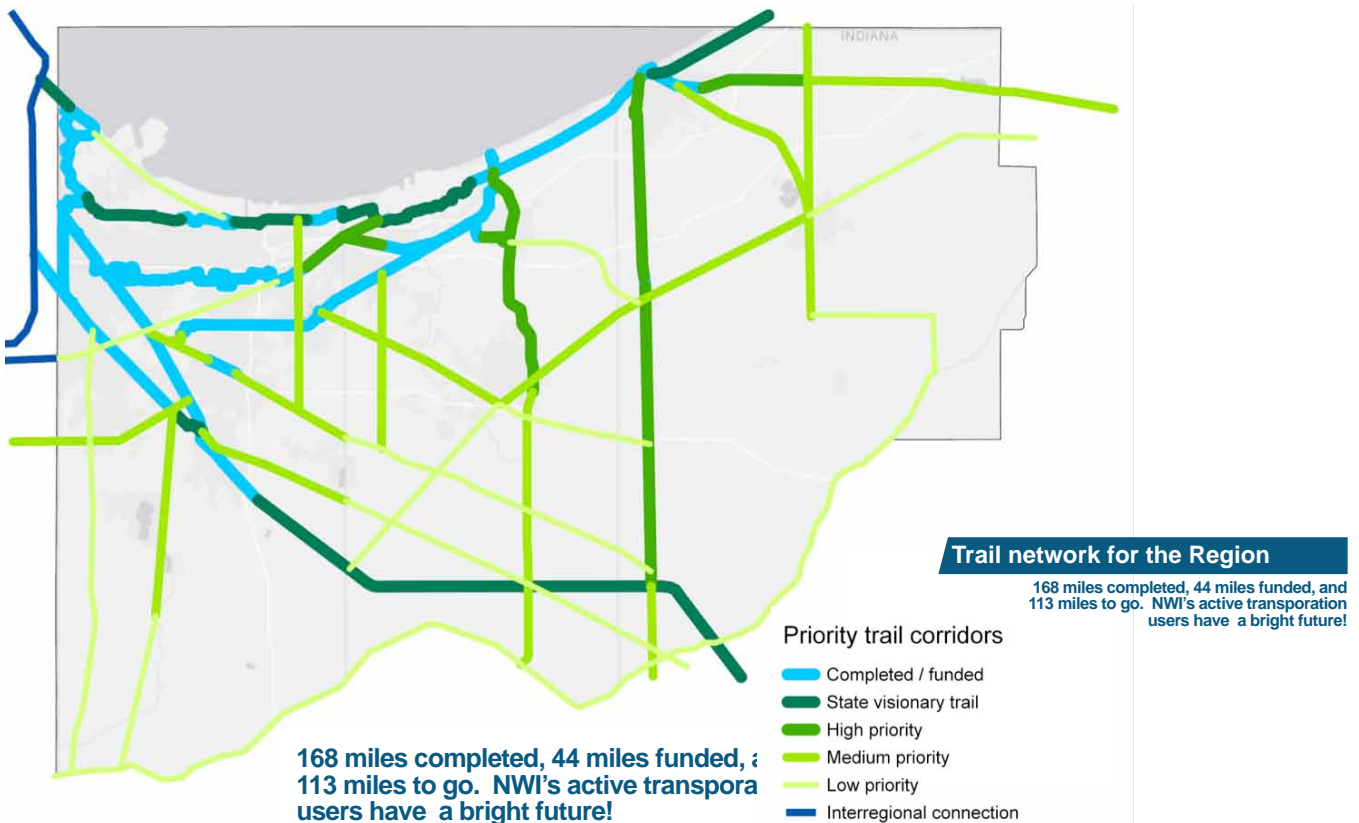 INDIANA
Trail network for the Region
168 miles completed, 44 miles funded, and
113 miles to go. NWI's active transporation
users have a bright future!
Priority trail corridors
Completed / funded
State visionary trail
High priority
Medium priority
Low priority
Interregional connection
168 miles completed, 44 miles funded,
113 miles to go. NWI's active transpora
users have a bright future!